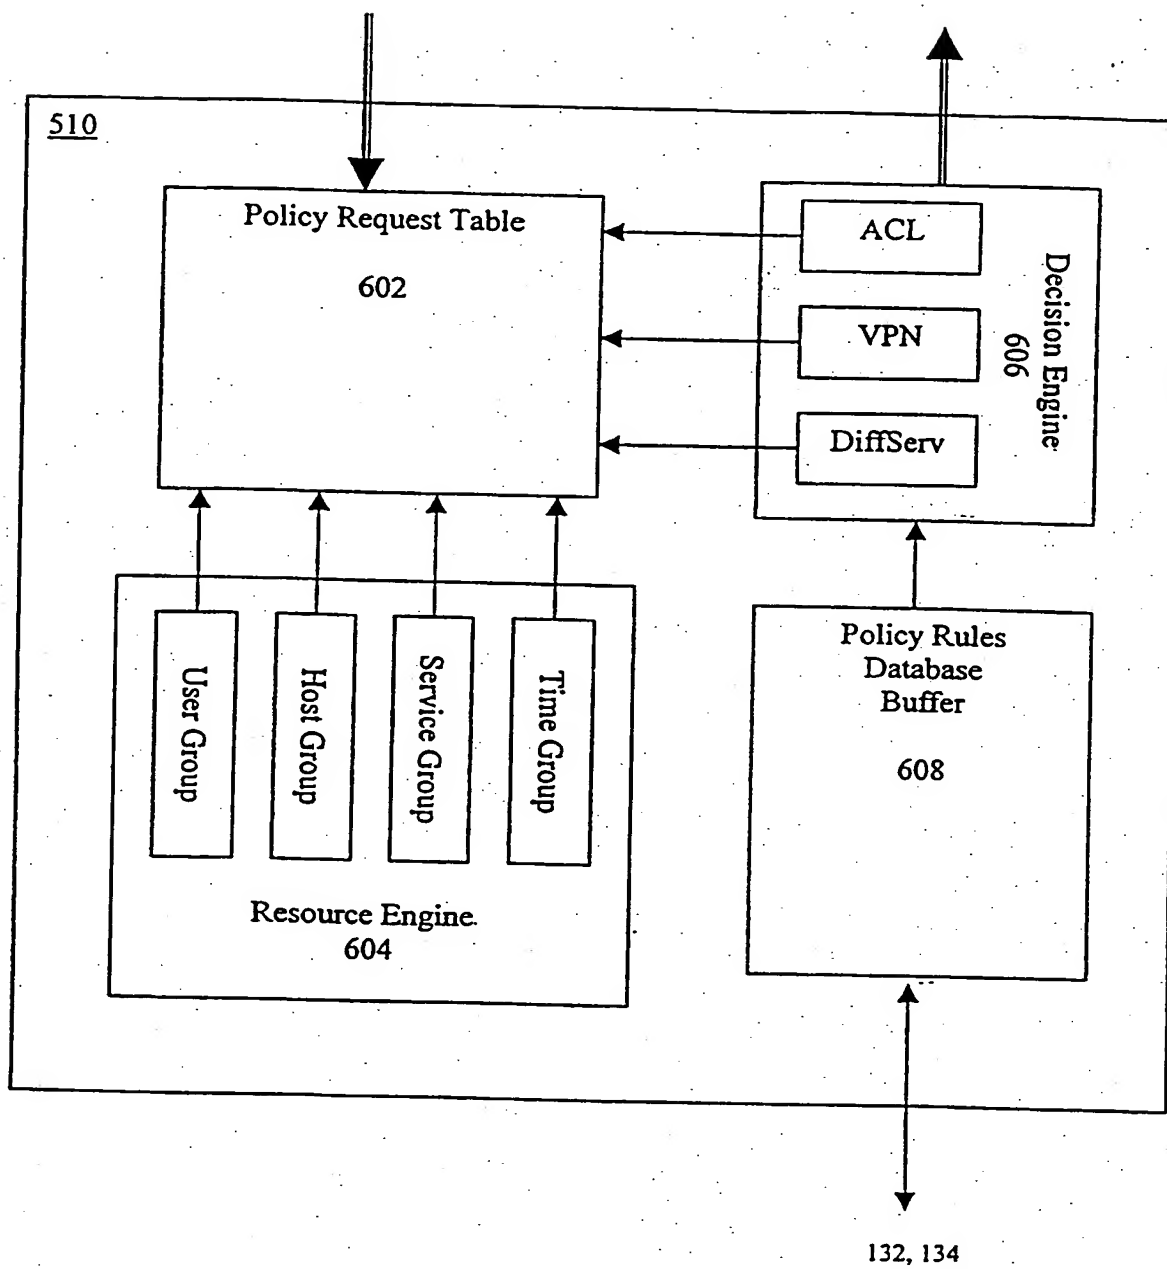 510
Policy Request Table
602
ACL
VPN
DiffServ
Decision Engine
606
User Group
Host Group
Service Group
Time Group
Resource Engine
604
Policy Rules
Database
Buffer
608
132, 134